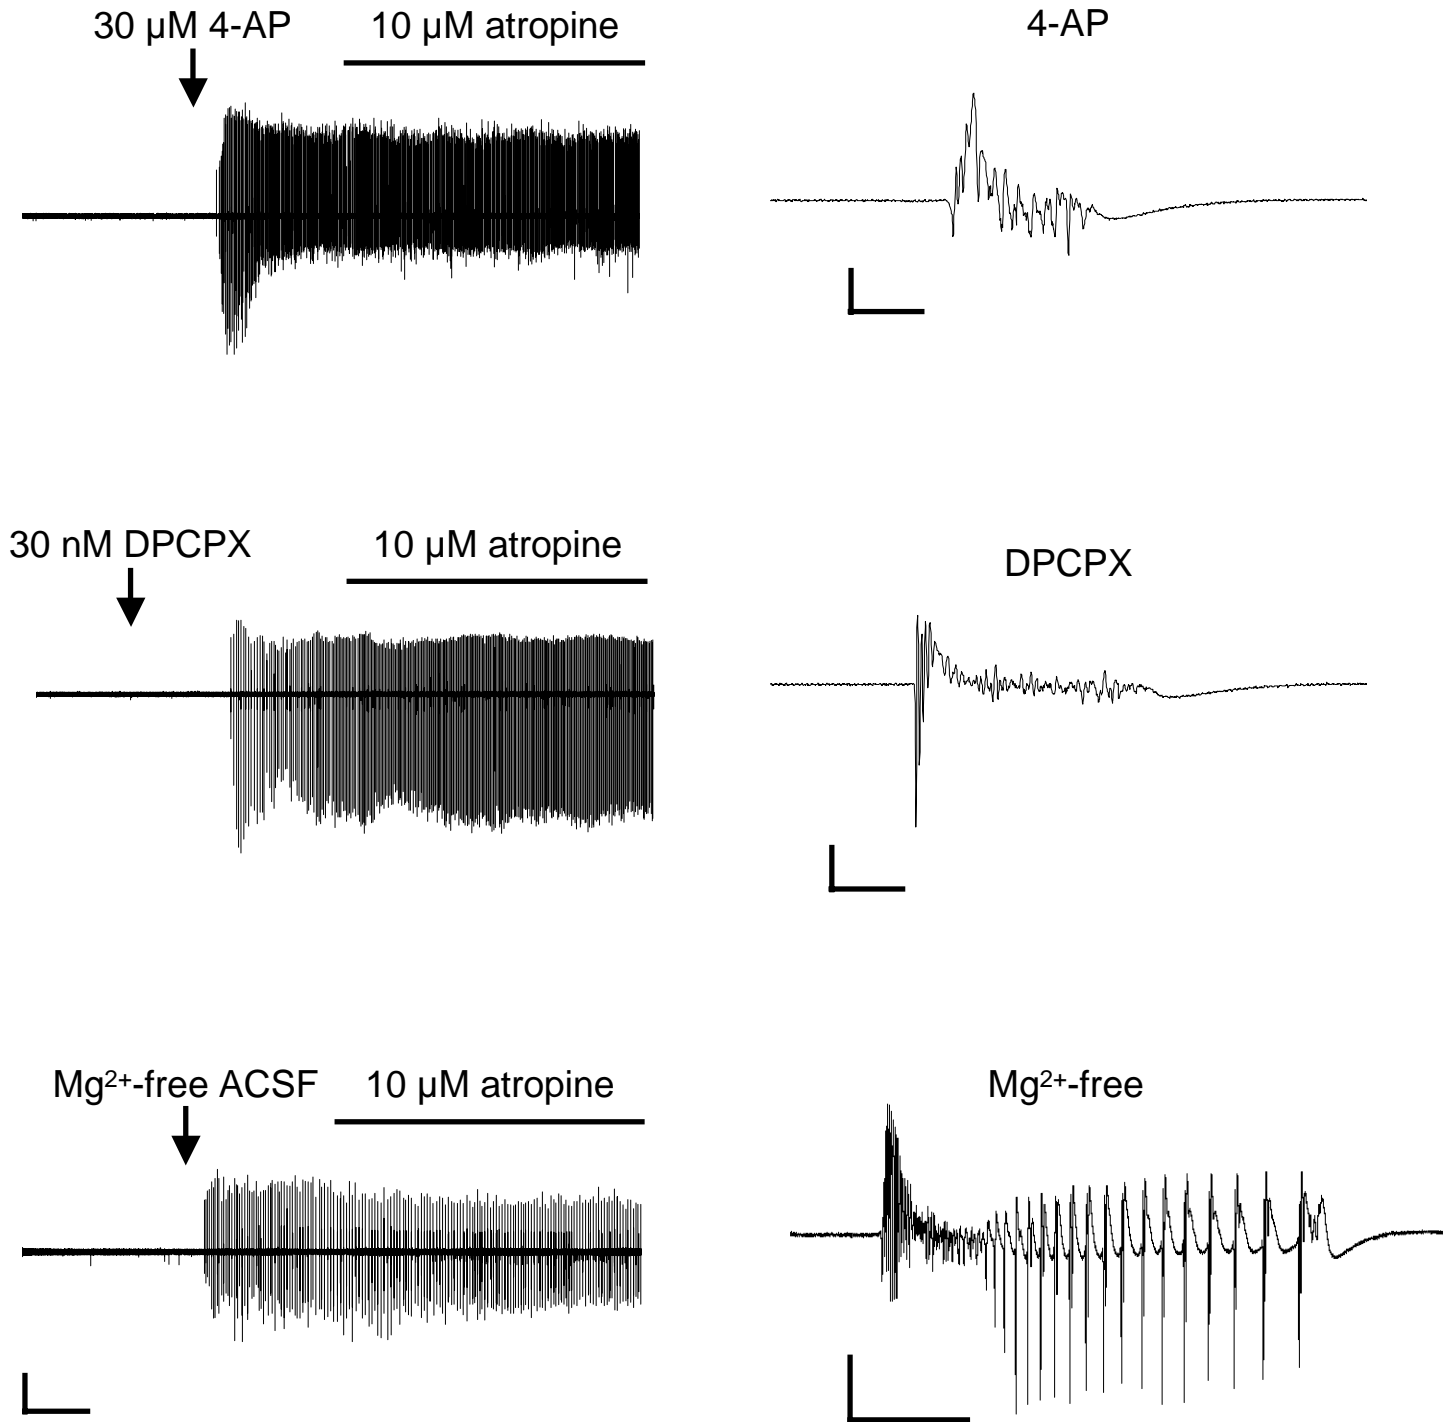 30 µM 4-AP
10 µM atropine
4-AP
30 nM DPCPX
10 µM atropine
DPCPX
Mg²⁺-free ACSF
10 µM atropine
Mg²⁺-free